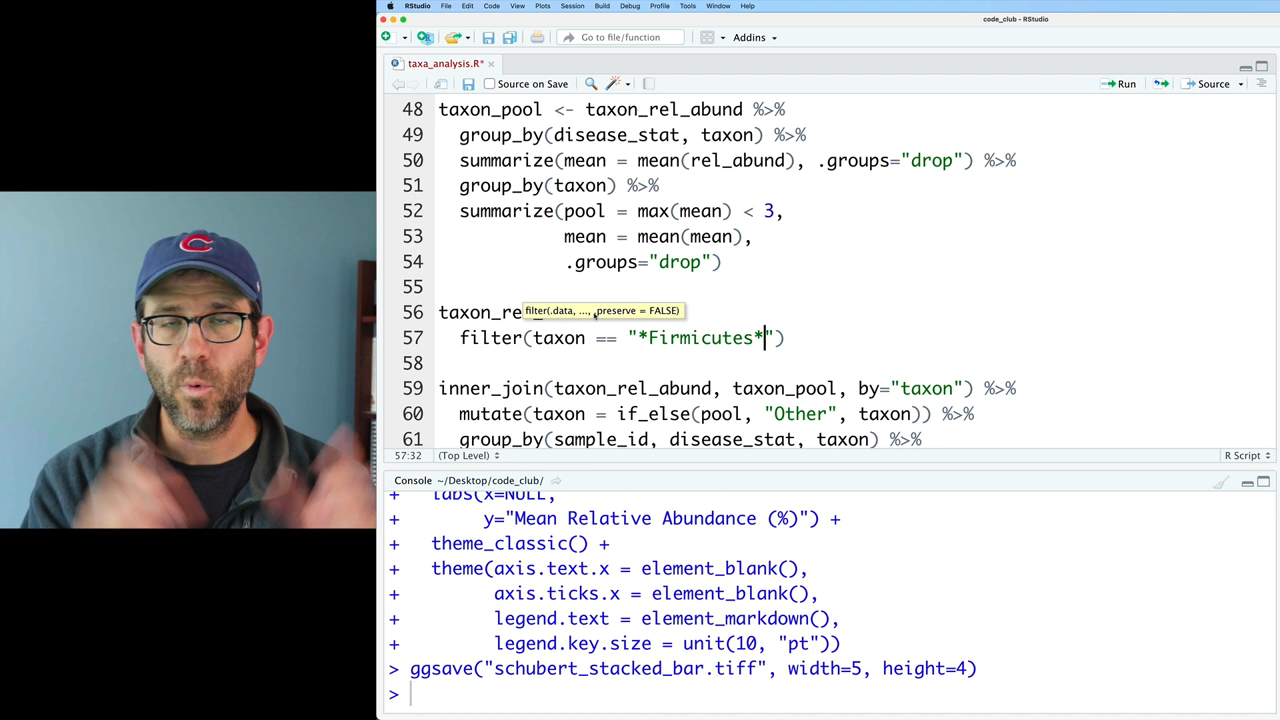 RStudio File Edit Code View Plots Session Build Debug Profile Tools Window Help
code_club - RStudio
Go to file/function Addins
taxa_analysis.R*
Source on Save Run Source
48 taxon_pool <- taxon_rel_abund %>%
49 group_by(disease_stat, taxon) %>%
50 summarize(mean = mean(rel_abund), .groups="drop") %>%
51 group_by(taxon) %>%
52 summarize(pool = max(mean) < 3,
53 mean = mean(mean),
54 .groups="drop")
55
filter(.data, ..., .preserve = FALSE)
56 taxon_re
57 filter(taxon == "*Firmicutes*")
58
59 inner_join(taxon_rel_abund, taxon_pool, by="taxon") %>%
60 mutate(taxon = if_else(pool, "Other", taxon)) %>%
61 group_by(sample_id, disease_stat, taxon) %>%
57:32 (Top Level) R Script
Console ~/Desktop/code_club/
+ labs(x=NULL,
+ y="Mean Relative Abundance (%)") +
+ theme_classic() +
+ theme(axis.text.x = element_blank(),
+ axis.ticks.x = element_blank(),
+ legend.text = element_markdown(),
+ legend.key.size = unit(10, "pt"))
> ggsave("schubert_stacked_bar.tiff", width=5, height=4)
>
C